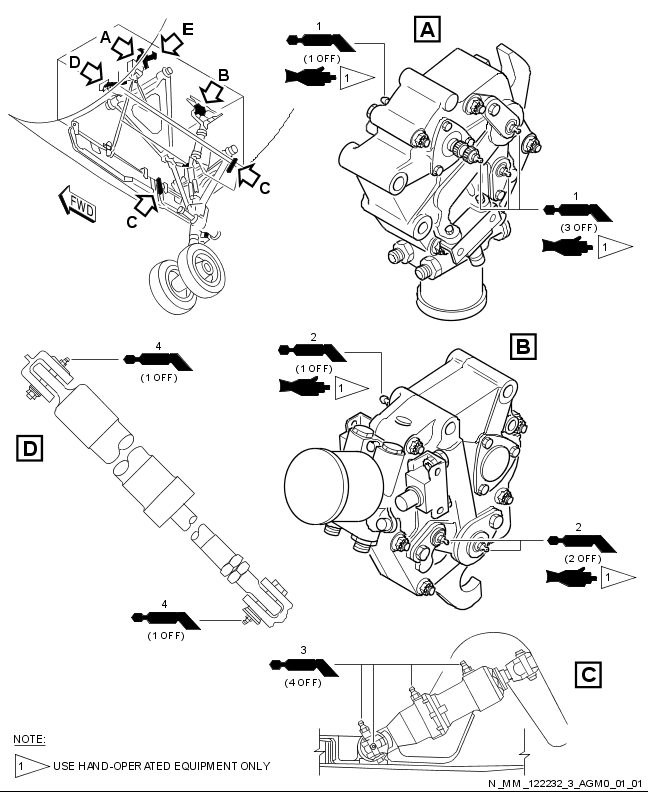 E
A
D
B
C
C
FWD
1
(1 OFF)
1
A
1
(3 OFF)
1
4
(1 OFF)
D
4
(1 OFF)
2
(1 OFF)
1
B
2
(2 OFF)
1
3
(4 OFF)
C
NOTE:
1 USE HAND-OPERATED EQUIPMENT ONLY
N_MM_122232_3_AGM0_01_01